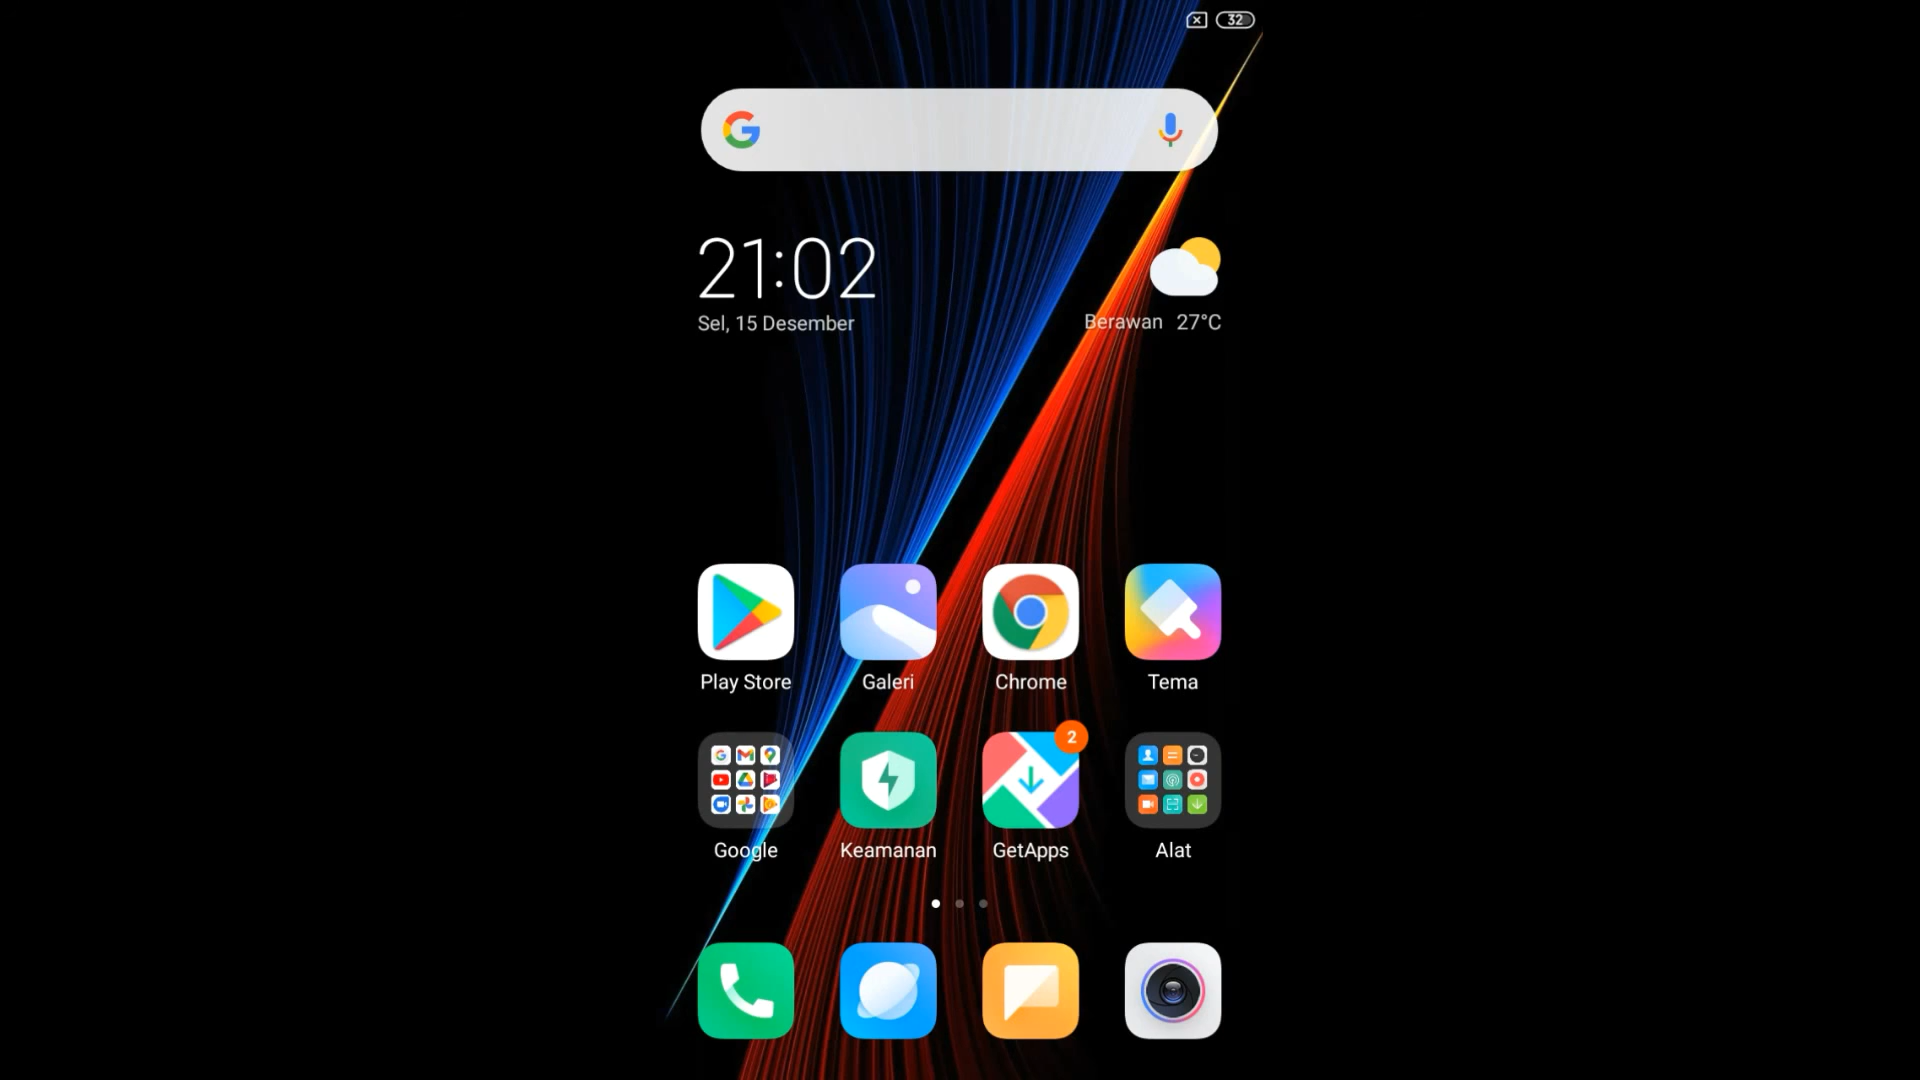 32
21:02
Sel, 15 Desember
Berawan 27°C
Play Store
Galeri
Chrome
Tema
2
Google
Keamanan
GetApps
Alat